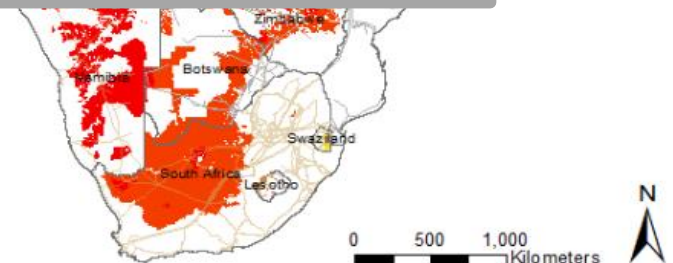 Zimbabwe
Namibia
Botswana
Swaziland
South Africa
Lesotho
N
0 500 1,000
Kilometers